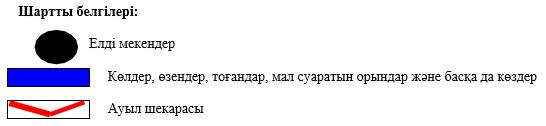 Шартты белгілері:
Елді мекендер
Көлдер, өзендер, тоғандар, мал суаратын орындар және басқа да көздер
Ауыл шекарасы